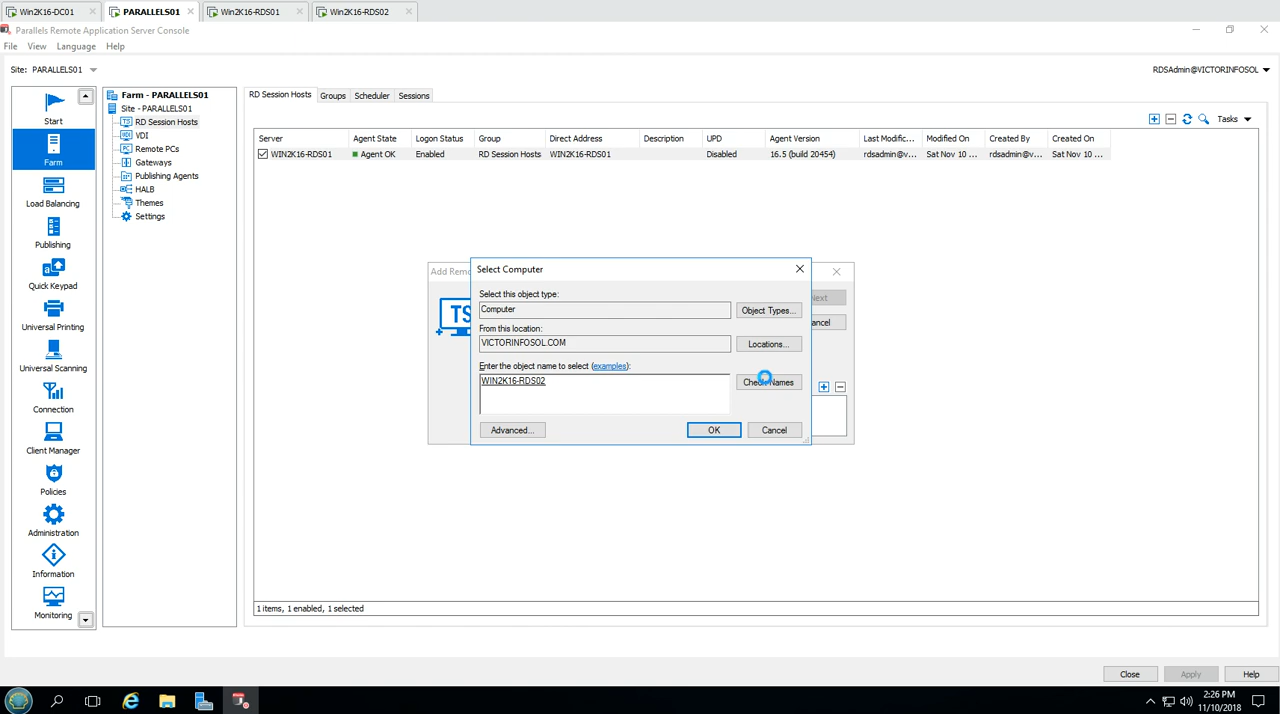 Win2K16-DC01
PARALLELS01
Win2K16-RDS01
Win2K16-RDS02
Parallels Remote Application Server Console
File View Language Help
Site: PARALLELS01
RDSAdmin@VICTORINFOSOL
Start
Farm
Load Balancing
Publishing
Quick Keypad
Universal Printing
Universal Scanning
Connection
Client Manager
Policies
Administration
Information
Monitoring
Farm - PARALLELS01
Site - PARALLELS01
RD Session Hosts
VDI
Remote PCs
Gateways
Publishing Agents
HALB
Themes
Settings
RD Session Hosts Groups Scheduler Sessions
Tasks
Server Agent State Logon Status Group Direct Address Description UPD Agent Version Last Modific... Modified On Created By Created On
WIN2K16-RDS01 Agent OK Enabled RD Session Hosts WIN2K16-RDS01 Disabled 16.5 (build 20454) rdsadmin@v... Sat Nov 10 ... rdsadmin@v... Sat Nov 10 ...
Add Remo
TS
Select Computer
Select this object type:
Computer
Object Types...
From this location:
VICTORINFOSOL.COM
Locations...
Enter the object name to select (examples):
WIN2K16-RDS02
Check Names
Advanced...
OK
Cancel
1 items, 1 enabled, 1 selected
Close Apply Help
2:26 PM
11/10/2018